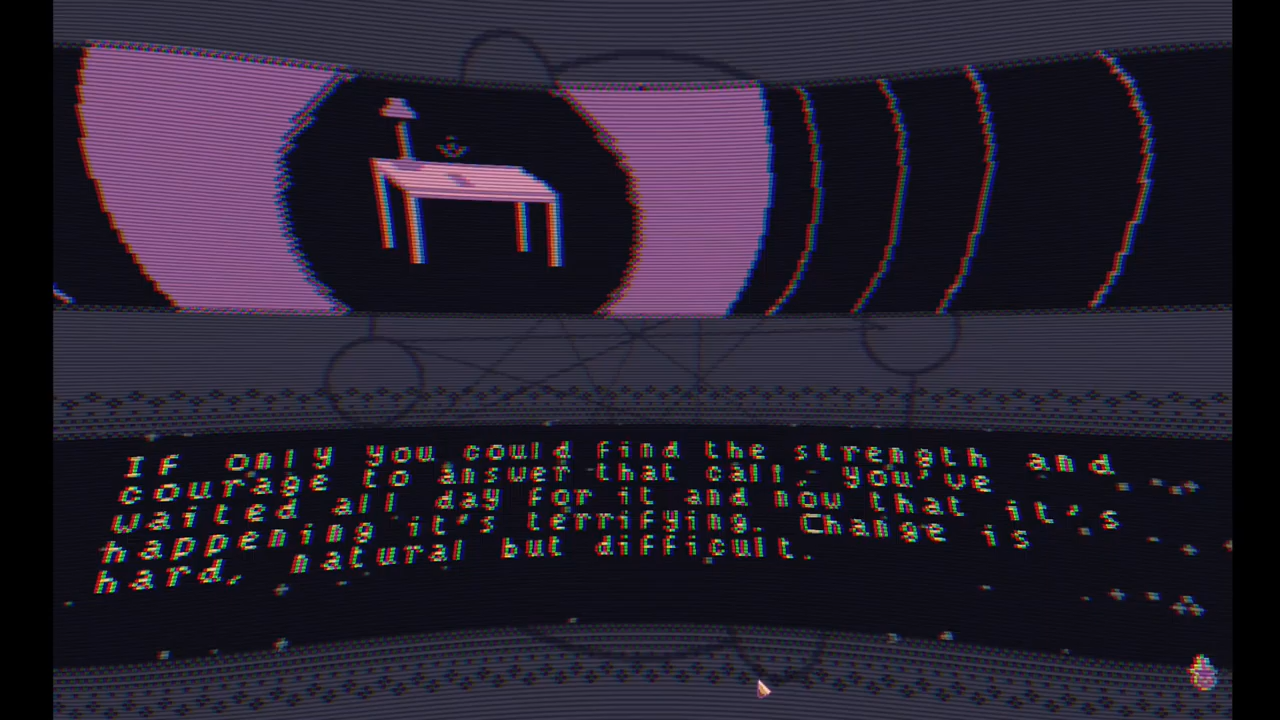 If only you could find the strength and
courage to answer that call, you've
waited all day for it and now that it's
happening it's terrifying. Change is
hard, natural but difficult.